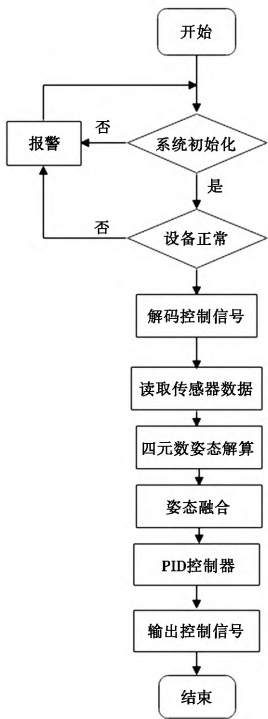 开始
系统初始化
否
报警
是
设备正常
否
解码控制信号
读取传感器数据
四元数姿态解算
姿态融合
PID控制器
输出控制信号
结束